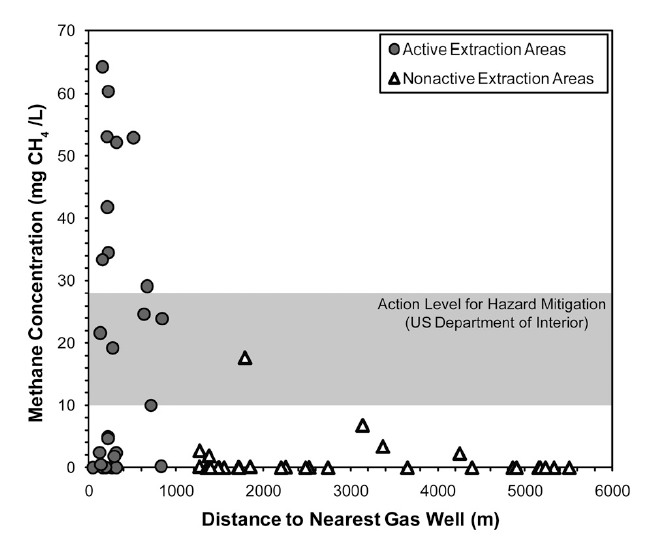 70
60
50
40
30
20
10
0
Methane Concentration (mg CH4 /L)
Active Extraction Areas
Nonactive Extraction Areas
Action Level for Hazard Mitigation
(US Department of Interior)
0 1000 2000 3000 4000 5000 6000
Distance to Nearest Gas Well (m)